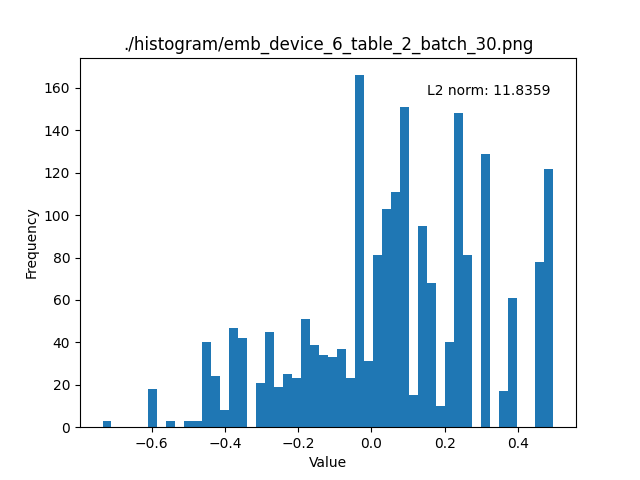 ./histogram/emb_device_6_table_2_batch_30.png
L2 norm: 11.8359
160
140
120
100
80
60
40
20
0
Frequency
−0.6 −0.4 −0.2 0.0 0.2 0.4
Value